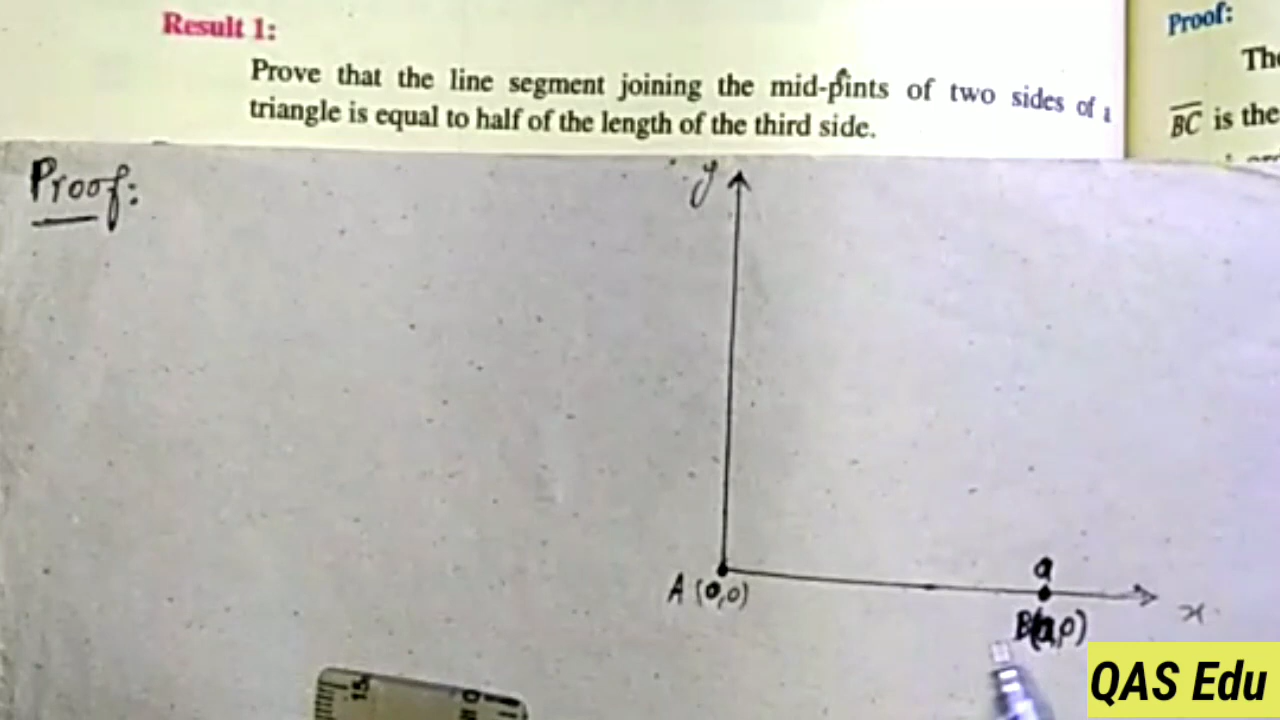 Result 1:
Prove that the line segment joining the mid-pints of two sides of a
triangle is equal to half of the length of the third side.
Proof:
BC is the
Proof:
y
A (0,0)
a
B(a,0)
x
15
QAS Edu